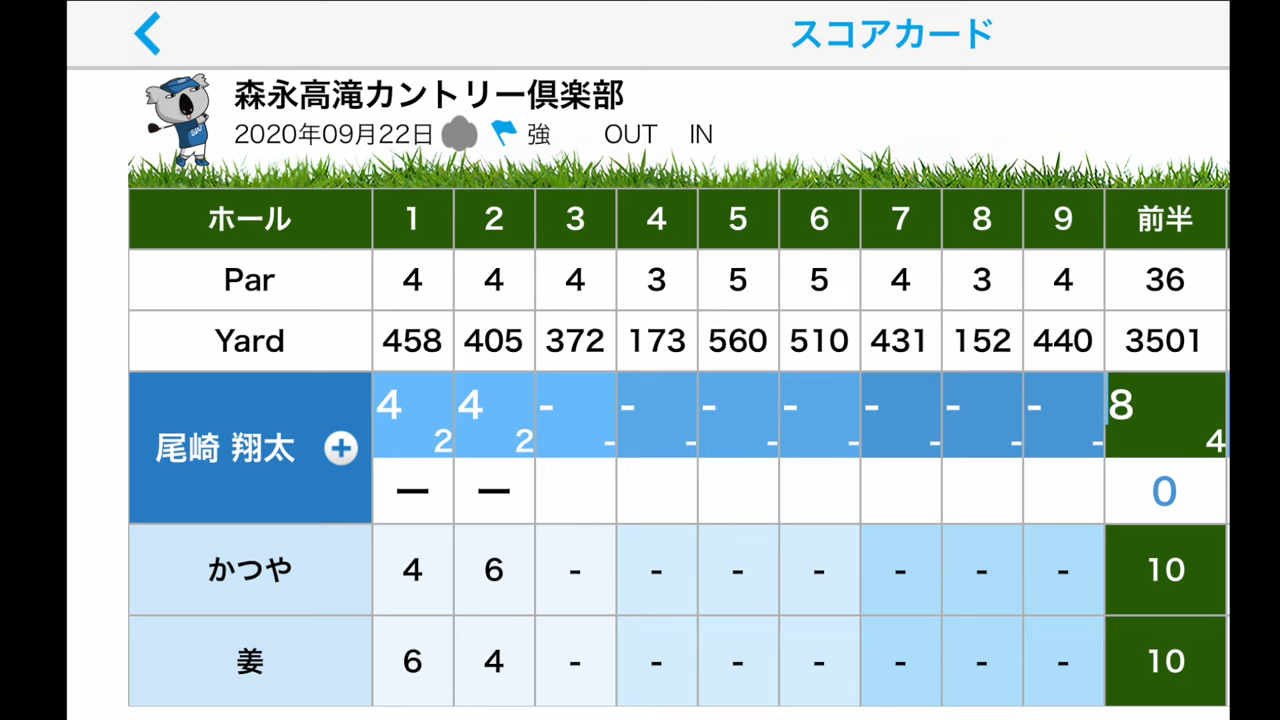 スコアカード
森永高滝カントリー倶楽部
2020年09月22日 強 OUT IN
ホール 1 2 3 4 5 6 7 8 9 前半
Par 4 4 4 3 5 5 4 3 4 36
Yard 458 405 372 173 560 510 431 152 440 3501
4 4 - - - - - - - 8
尾崎 翔太 2 2 - - - - - - - 4
ー ー 0
かつや 4 6 - - - - - - - 10
姜 6 4 - - - - - - - 10